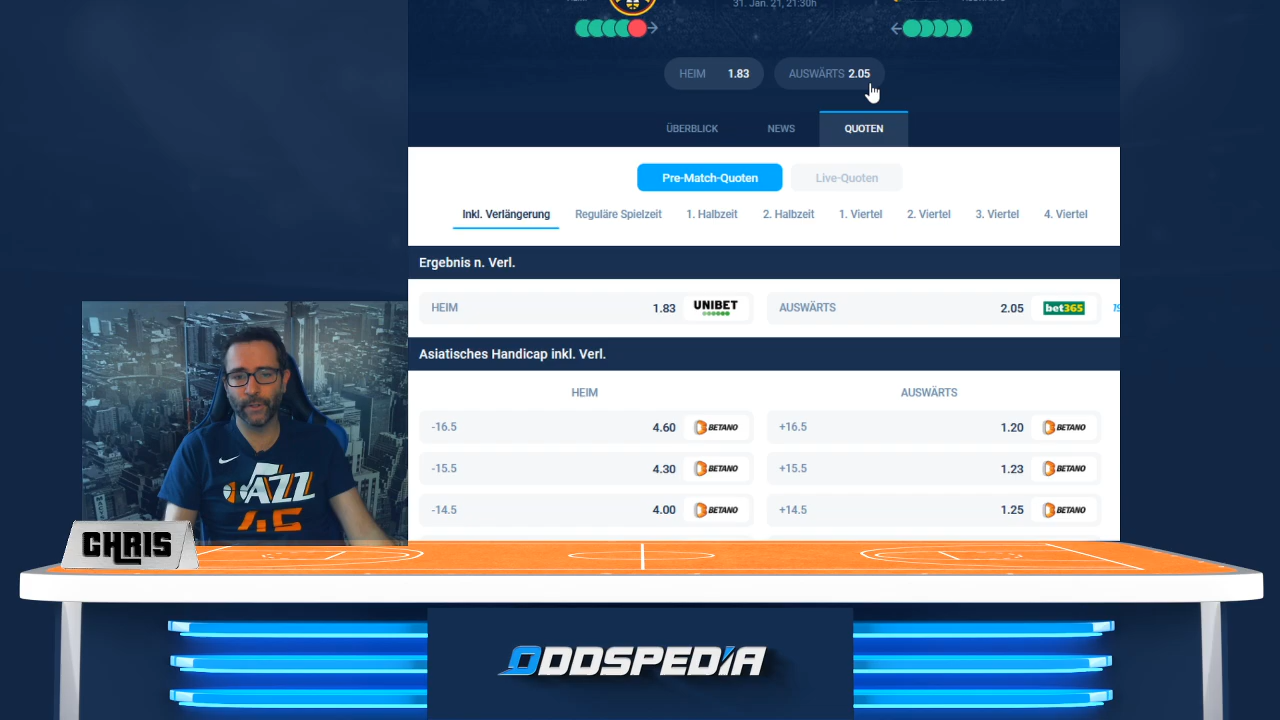 31. Jan. 21, 21:30h
HEIM 1.83 AUSWÄRTS 2.05
ÜBERBLICK NEWS QUOTEN
Pre-Match-Quoten Live-Quoten
Inkl. Verlängerung Reguläre Spielzeit 1. Halbzeit 2. Halbzeit 1. Viertel 2. Viertel 3. Viertel 4. Viertel
Ergebnis n. Verl.
HEIM 1.83 UNIBET AUSWÄRTS 2.05 bet365
Asiatisches Handicap inkl. Verl.
HEIM AUSWÄRTS
-16.5 4.60 BETANO +16.5 1.20 BETANO
-15.5 4.30 BETANO +15.5 1.23 BETANO
-14.5 4.00 BETANO +14.5 1.25 BETANO
JAZZ
45
CHRIS
ODDSPEDIA